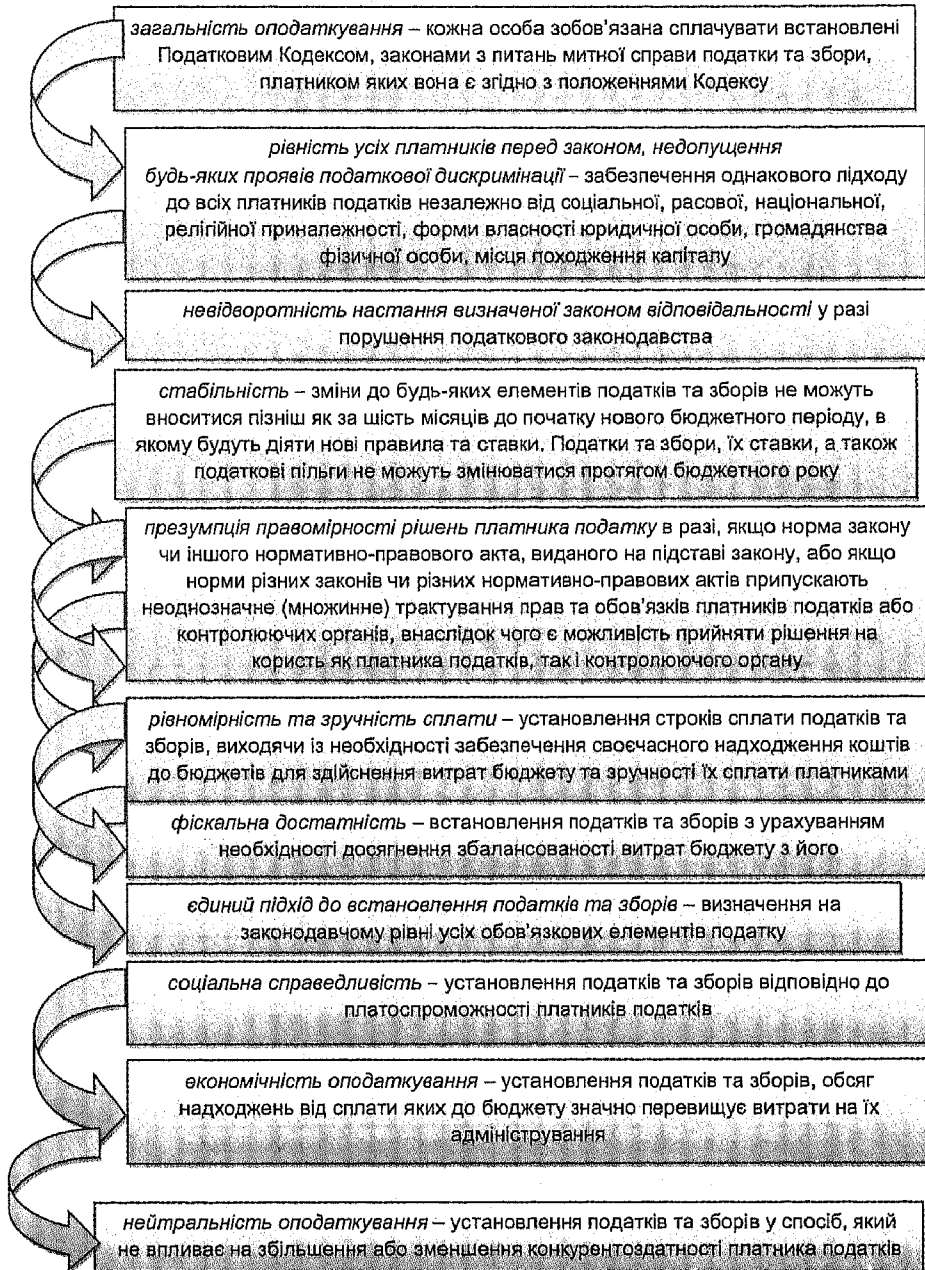 загальність оподаткування – кожна особа зобов'язана сплачувати встановлені
Податковим Кодексом, законами з питань митної справи податки та збори,
платником яких вона є згідно з положеннями Кодексу
рівність усіх платників перед законом, недопущення
будь-яких проявів податкової дискримінації – забезпечення однакового підходу
до всіх платників податків незалежно від соціальної, расової, національної,
релігійної приналежності, форми власності юридичної особи, громадянства
фізичної особи, місця походження капіталу
невідворотність настання визначеної законом відповідальності у разі
порушення податкового законодавства
стабільність – зміни до будь-яких елементів податків та зборів не можуть
вноситися пізніш як за шість місяців до початку нового бюджетного періоду, в
якому будуть діяти нові правила та ставки. Податки та збори, їх ставки, а також
податкові пільги не можуть змінюватися протягом бюджетного року
презумпція правомірності рішень платника податку в разі, якщо норма закону
чи іншого нормативно-правового акта, виданого на підставі закону, або якщо
норми різних законів чи різних нормативно-правових актів припускають
неоднозначне (множинне) трактування прав та обов'язків платників податків або
контролюючих органів, внаслідок чого є можливість прийняти рішення на
користь як платника податків, так і контролюючого органу
рівномірність та зручність сплати – установлення строків сплати податків та
зборів, виходячи із необхідності забезпечення своєчасного надходження коштів
до бюджетів для здійснення витрат бюджету та зручності їх сплати платниками
фіскальна достатність – встановлення податків та зборів з урахуванням
необхідності досягнення збалансованості витрат бюджету з його
єдиний підхід до встановлення податків та зборів – визначення на
законодавчому рівні усіх обов'язкових елементів податку
соціальна справедливість – установлення податків та зборів відповідно до
платоспроможності платників податків
економічність оподаткування – установлення податків та зборів, обсяг
надходжень від сплати яких до бюджету значно перевищує витрати на їх
адміністрування
нейтральність оподаткування – установлення податків та зборів у спосіб, який
не впливає на збільшення або зменшення конкурентоздатності платника податків